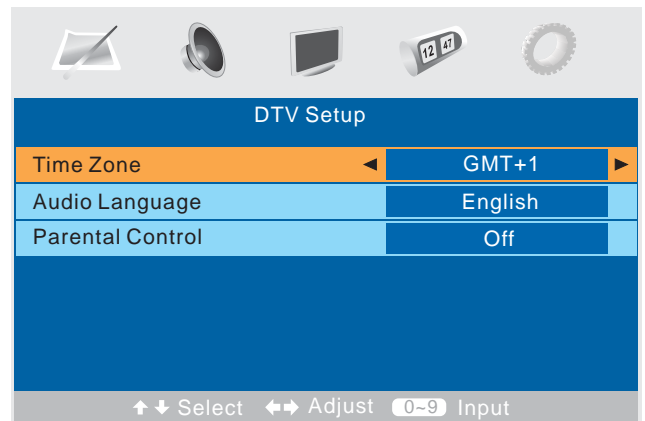 12 47
DTV Setup
Time Zone ◄ GMT+1 ►
Audio Language English
Parental Control Off
Select Adjust 0~9 Input